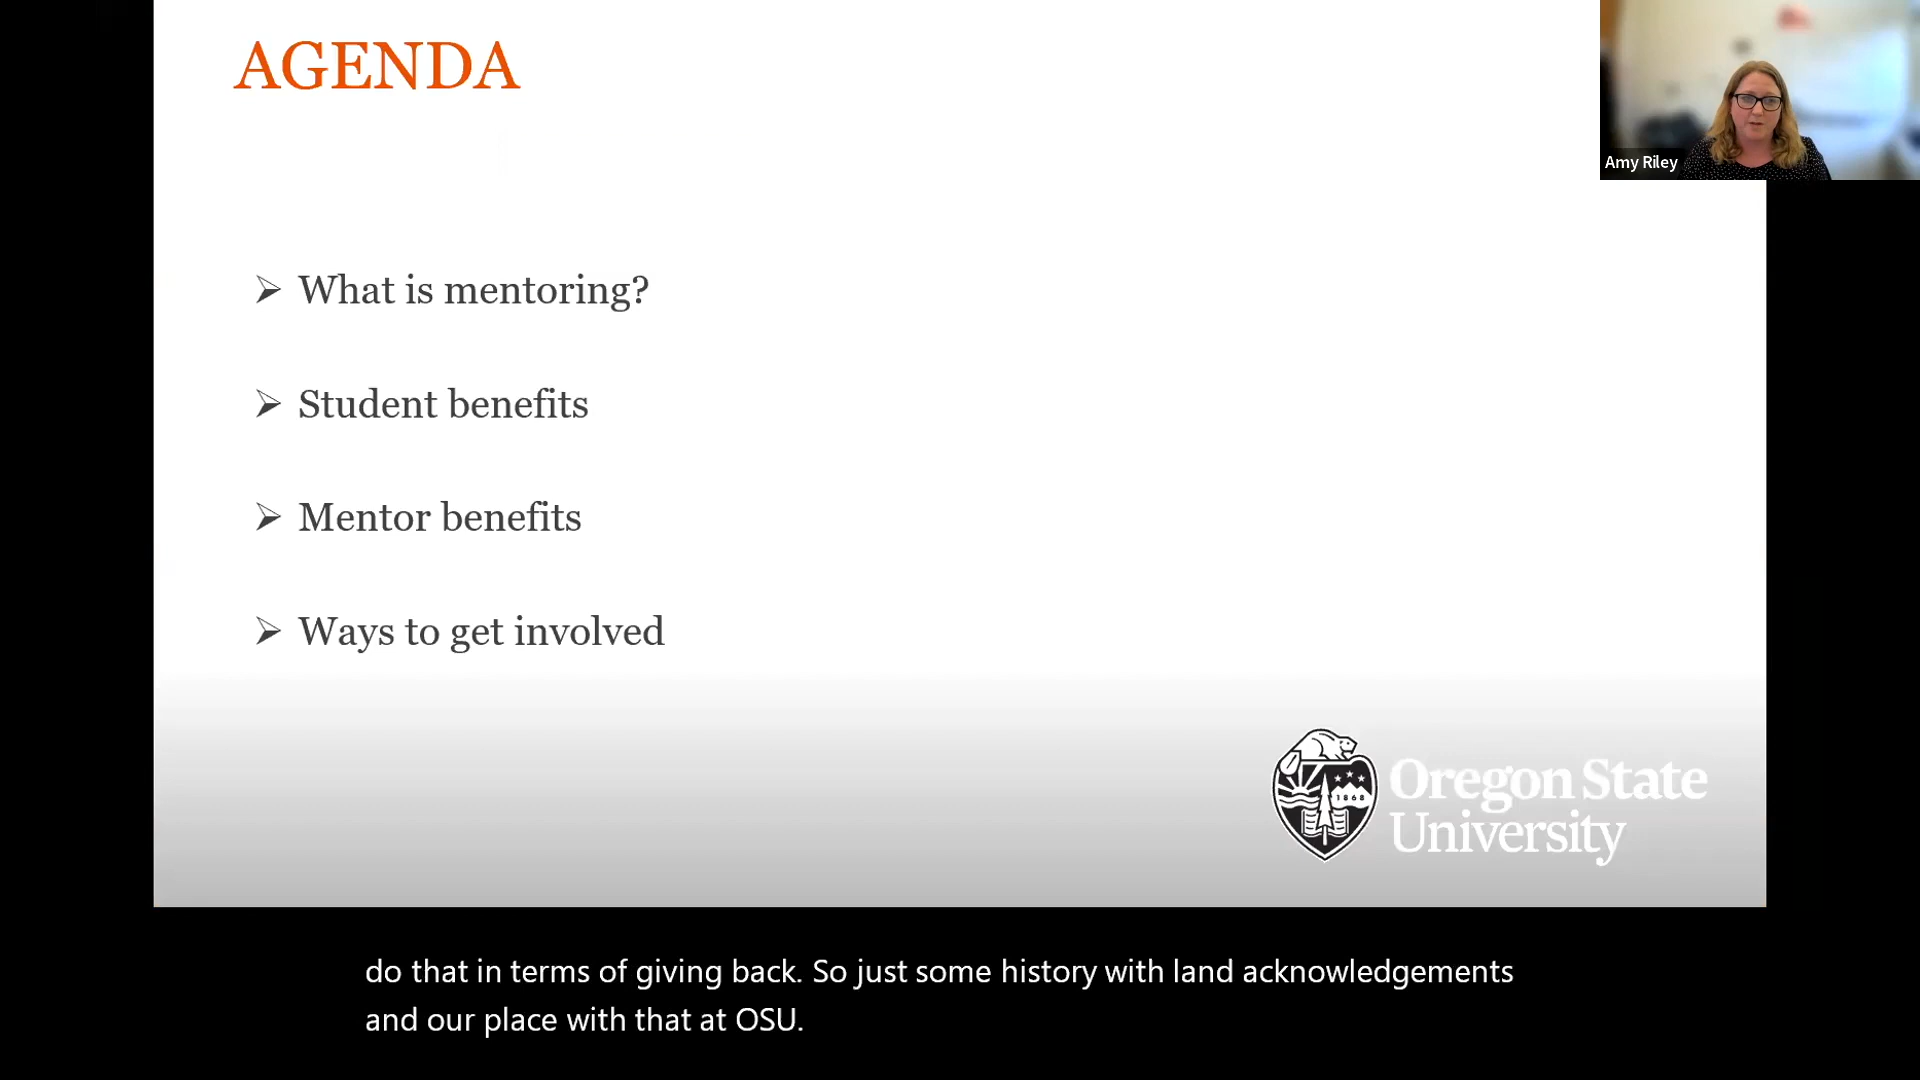 AGENDA
Amy Riley
What is mentoring?
Student benefits
Mentor benefits
Ways to get involved
1868
Oregon State
University
do that in terms of giving back. So just some history with land acknowledgements
and our place with that at OSU.